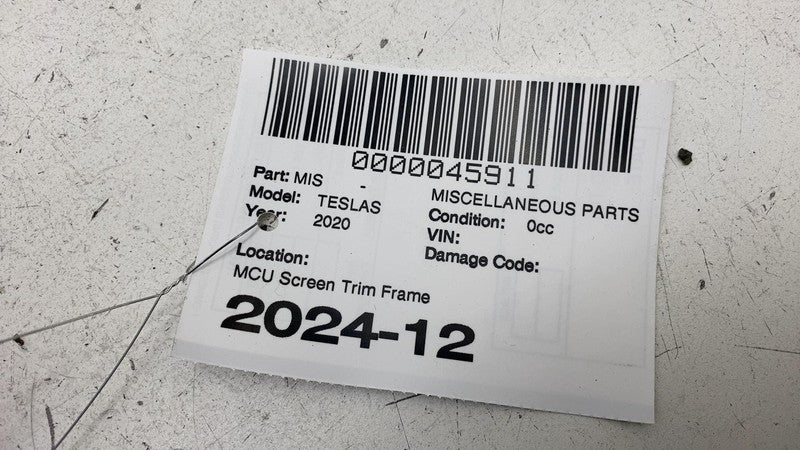 0000045911
Part: MIS - MISCELLANEOUS PARTS
Model: TESLAS Condition: 0cc
Year: 2020 VIN:
Damage Code:
Location:
MCU Screen Trim Frame
2024-12